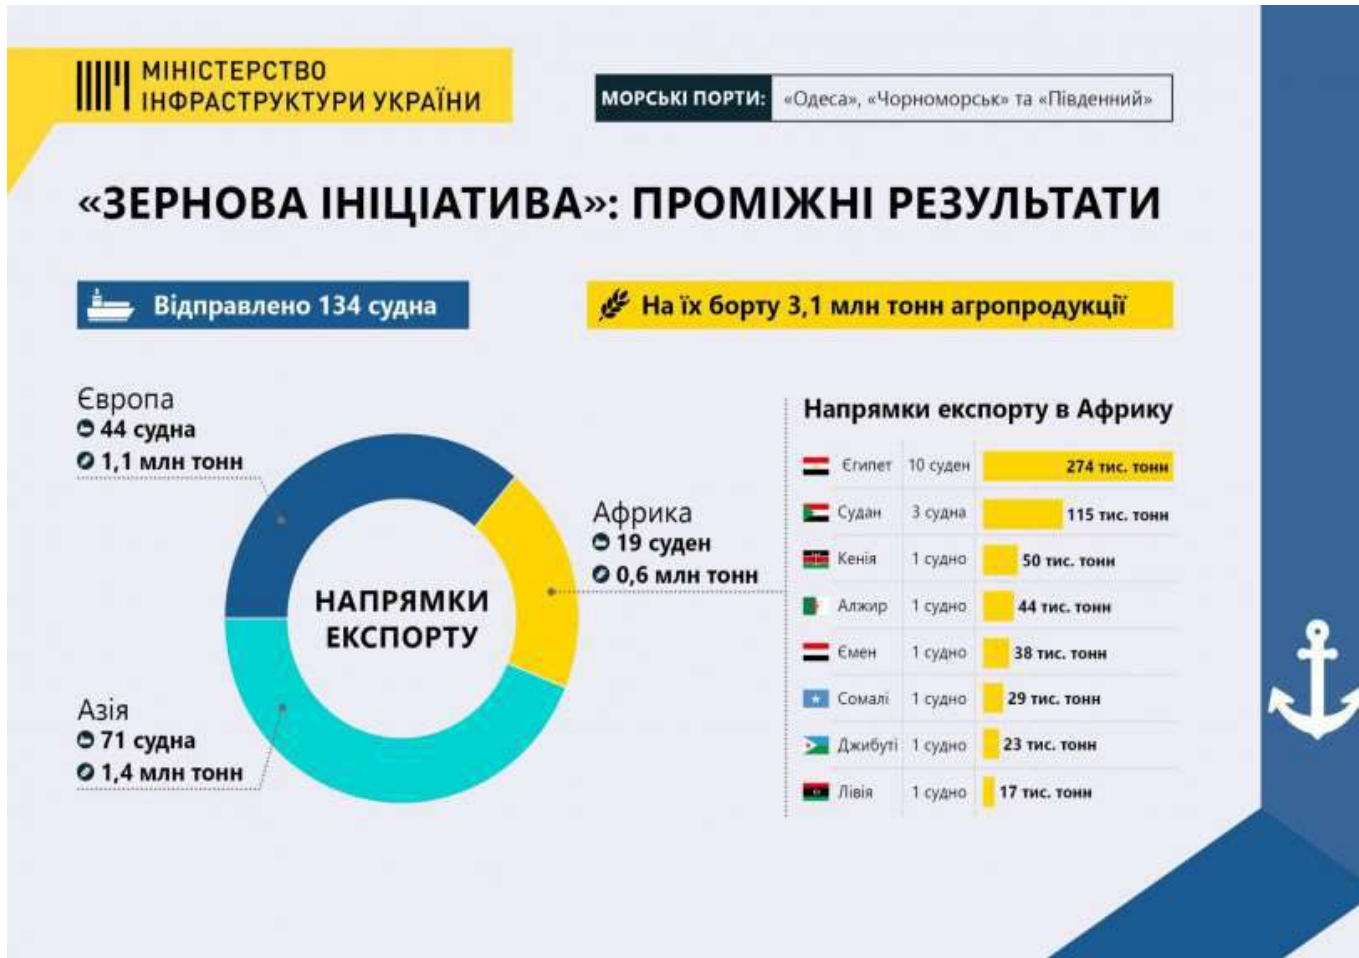 МІНІСТЕРСТВО
ІНФРАСТРУКТУРИ УКРАЇНИ
МОРСЬКІ ПОРТИ: «Одеса», «Чорноморськ» та «Південний»
«ЗЕРНОВА ІНІЦІАТИВА»: ПРОМІЖНІ РЕЗУЛЬТАТИ
Відправлено 134 судна
На їх борту 3,1 млн тонн агропродукції
Європа
44 судна
1,1 млн тонн
НАПРЯМКИ
ЕКСПОРТУ
Африка
19 суден
0,6 млн тонн
Азія
71 судна
1,4 млн тонн
Напрямки експорту в Африку
Єгипет 10 суден 274 тис. тонн
Судан 3 судна 115 тис. тонн
Кенія 1 судно 50 тис. тонн
Алжир 1 судно 44 тис. тонн
Ємен 1 судно 38 тис. тонн
Сомалі 1 судно 29 тис. тонн
Джибуті 1 судно 23 тис. тонн
Лівія 1 судно 17 тис. тонн